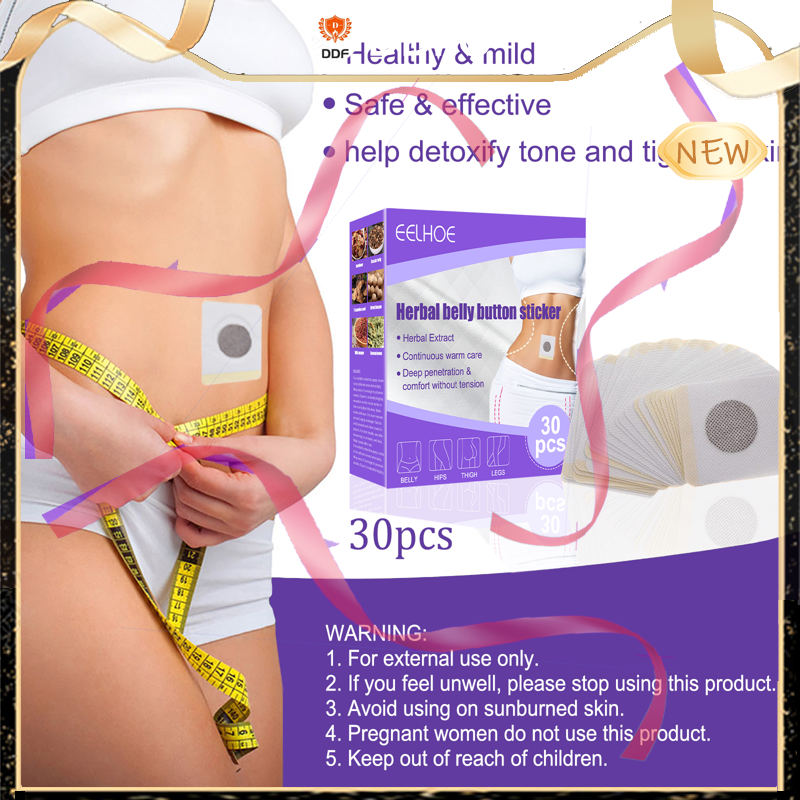 DDF
• Healthy & mild
• Safe & effective
• help detoxify tone and
NEW
EELHOE
Herbal belly button sticker
• Herbal Extract
• Continuous warm care
• Deep penetration &
comfort without tension
30
pcs
BELLY
HIPS
THIGH
LEGS
30pcs
WARNING:
1. For external use only.
2. If you feel unwell, please stop using this product.
3. Avoid using on sunburned skin.
4. Pregnant women do not use this product.
5. Keep out of reach of children.